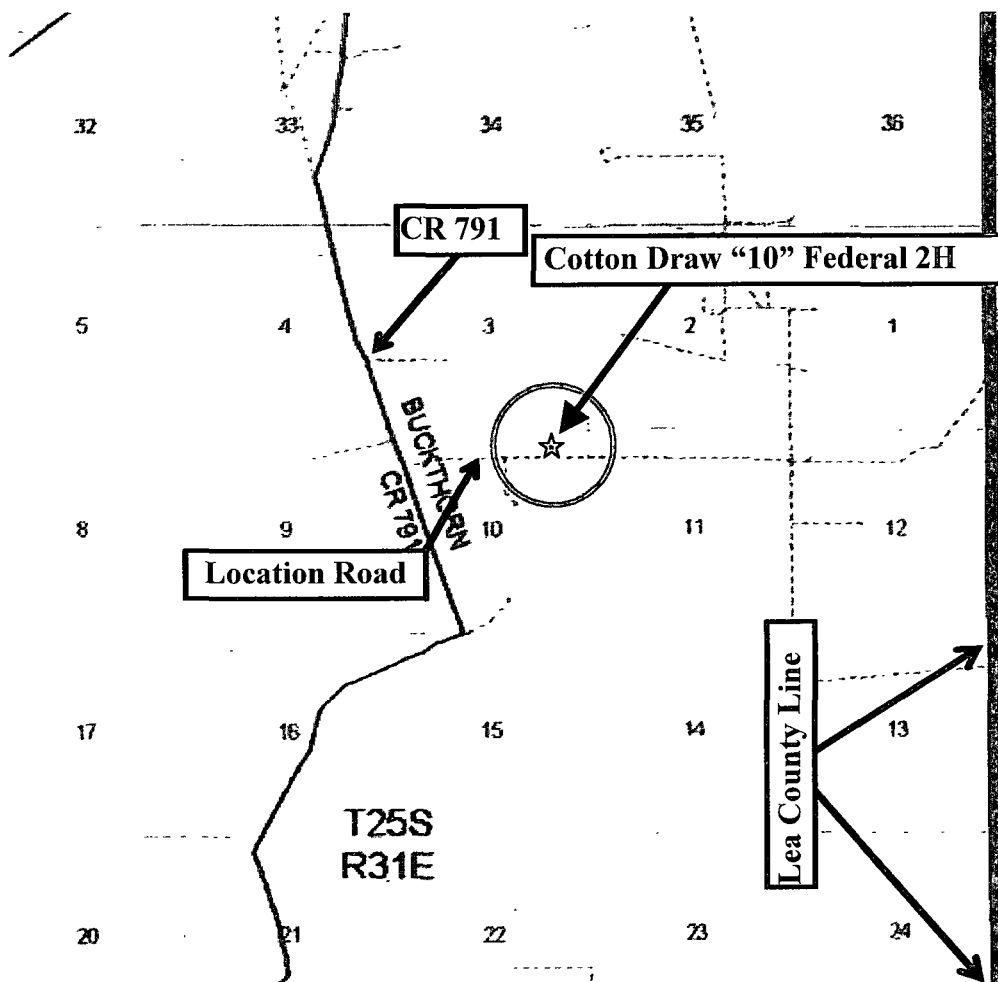 32 33 34 35 36
CR 791
Cotton Draw “10” Federal 2H
5 4 3 2 1
BUCKTHORN
CR 791
8 9 10 11 12
Location Road
Lea County Line
17 16 15 14 13
T25S
R31E
20 21 22 23 24